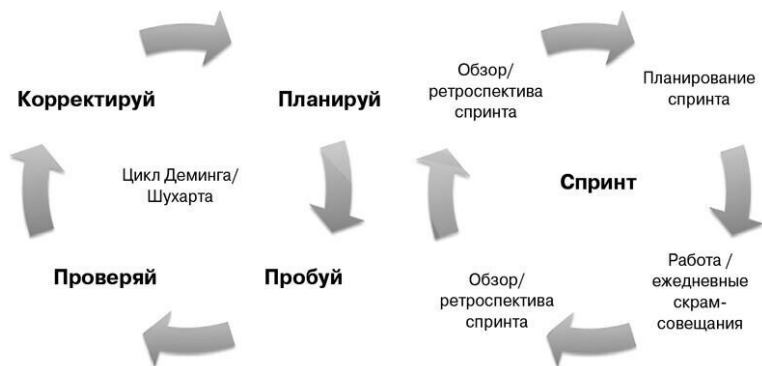 Корректируй
Планируй
Цикл Деминга/
Шухарта
Проверяй
Пробуй
Обзор/
ретроспектива
спринта
Планирование
спринта
Спринт
Обзор/
ретроспектива
спринта
Работа /
ежедневные
скрам-
совещания